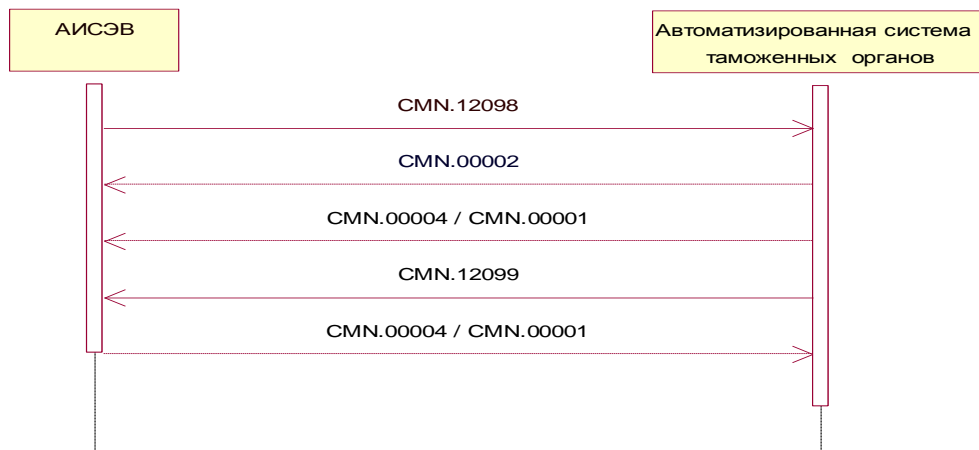 АИСЭВ
Автоматизированная система
таможенных органов
CMN.12098
CMN.00002
CMN.00004 / CMN.00001
CMN.12099
CMN.00004 / CMN.00001